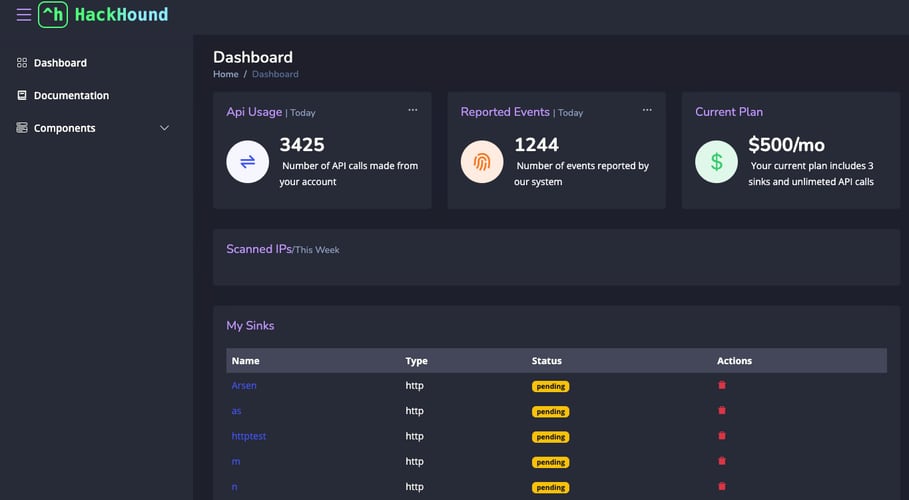 ^h HackHound
Dashboard
Documentation
Components
Dashboard
Home / Dashboard
Api Usage | Today
3425
Number of API calls made from
your account
Reported Events | Today
1244
Number of events reported by
our system
Current Plan
$500/mo
Your current plan includes 3
sinks and unlimeted API calls
Scanned IPs/This Week
My Sinks
Name Type Status Actions
Arsen http pending
as http pending
httptest http pending
m http pending
n http pending